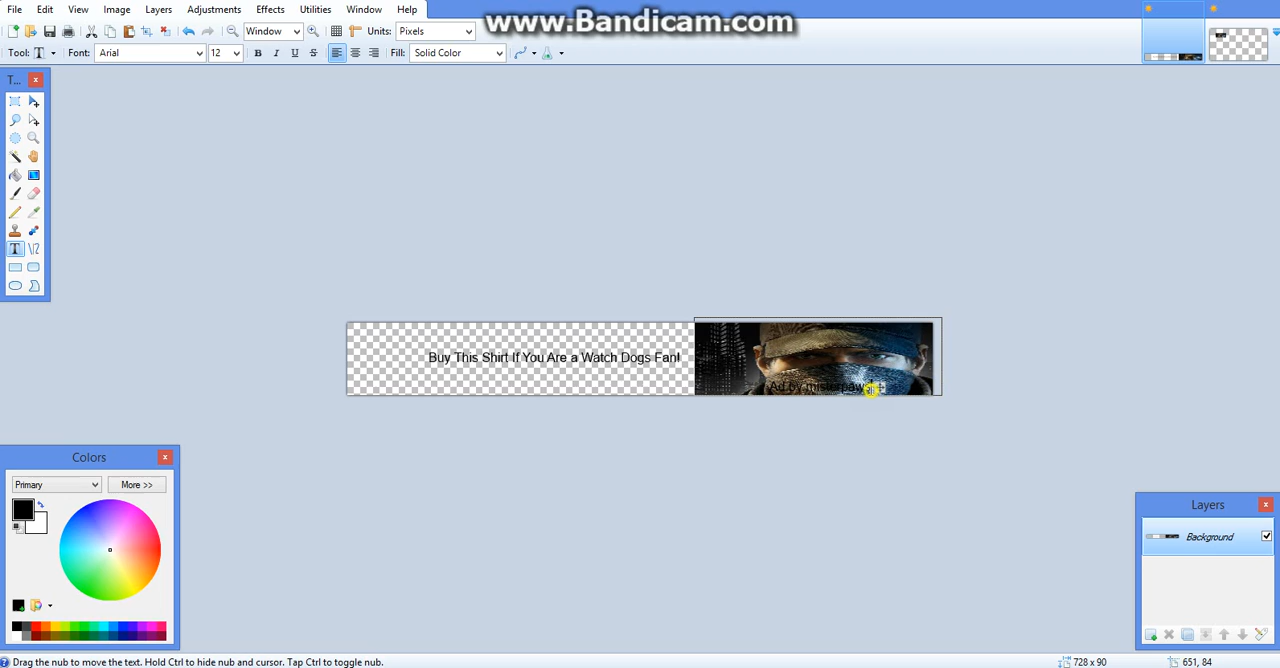 www.Bandicam.com
File Edit View Image Layers Adjustments Effects Utilities Window Help
Window Units: Pixels
Tool: Font: Arial 12 B I U S Fill: Solid Color
T...
Buy This Shirt If You Are a Watch Dogs Fan!
Ad by misterpaw
Colors
Primary More >>
Layers
Background
Drag the nub to move the text. Hold Ctrl to hide nub and cursor. Tap Ctrl to toggle nub. 728 x 90 651, 84